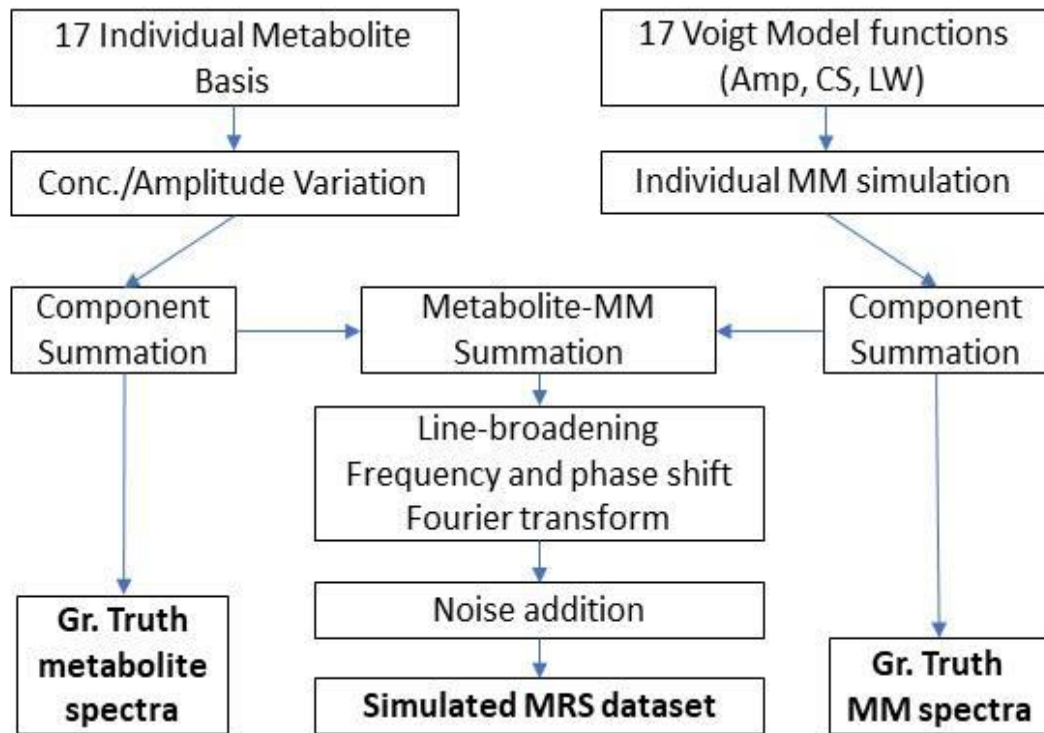 17 Individual Metabolite
Basis
17 Voigt Model functions
(Amp, CS, LW)
Conc./Amplitude Variation
Individual MM simulation
Component
Summation
Metabolite-MM
Summation
Component
Summation
Line-broadening
Frequency and phase shift
Fourier transform
Noise addition
Gr. Truth
metabolite
spectra
Simulated MRS dataset
Gr. Truth
MM spectra